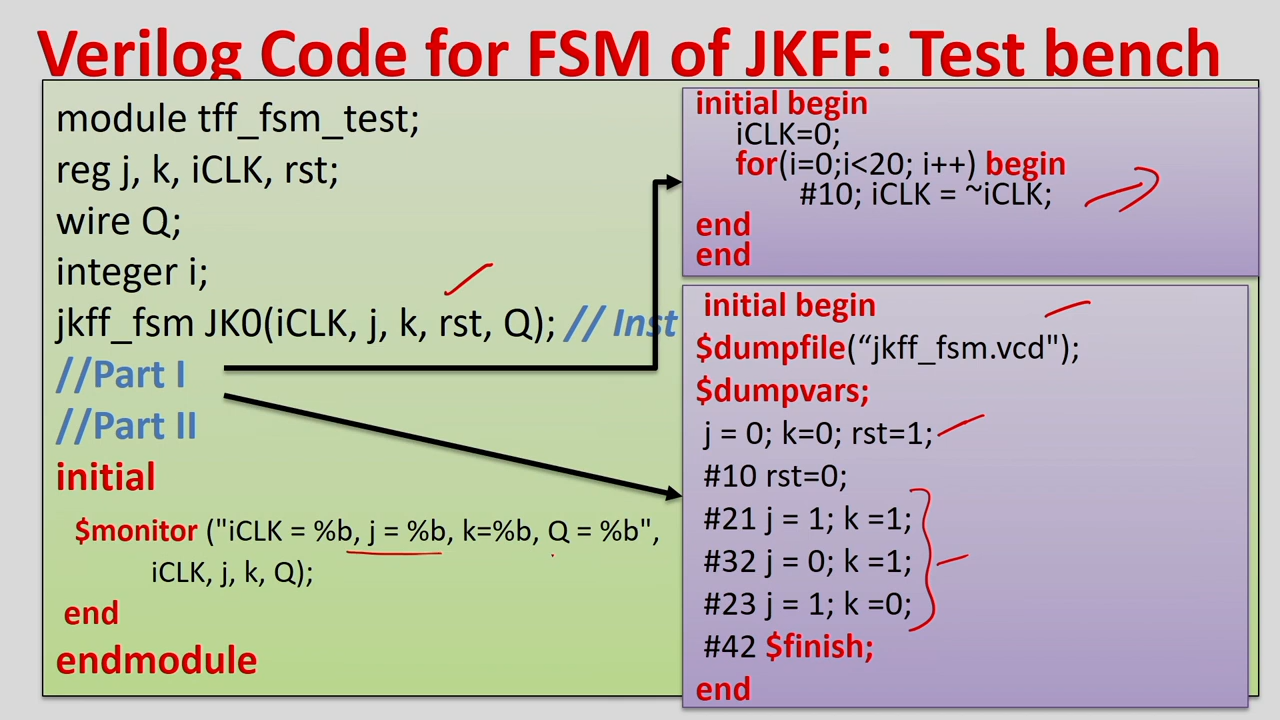 Verilog Code for FSM of JKFF: Test bench
module tff_fsm_test;
reg j, k, iCLK, rst;
wire Q;
integer i;
jkff_fsm JK0(iCLK, j, k, rst, Q); // Inst
//Part I
//Part II
initial
$monitor ("iCLK = %b, j = %b, k=%b, Q = %b",
iCLK, j, k, Q);
end
endmodule
initial begin
iCLK=0;
for(i=0;i<20; i++) begin
#10; iCLK = ~iCLK;
end
end
initial begin
$dumpfile(“jkff_fsm.vcd");
$dumpvars;
j = 0; k=0; rst=1;
#10 rst=0;
#21 j = 1; k =1;
#32 j = 0; k =1;
#23 j = 1; k =0;
#42 $finish;
end